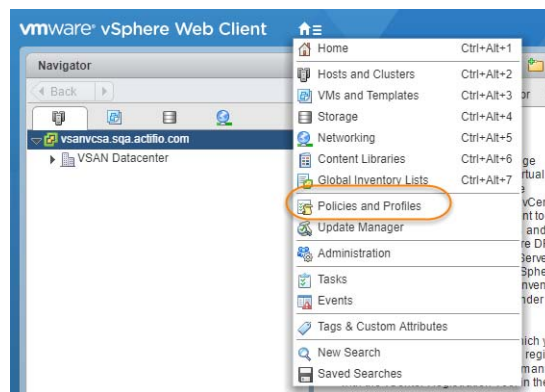 vmware® vSphere Web Client
Navigator
Back
vsanvcsa.sqa.actifio.com
VSAN Datacenter
Home Ctrl+Alt+1
Hosts and Clusters Ctrl+Alt+2
VMs and Templates Ctrl+Alt+3
Storage Ctrl+Alt+4
Networking Ctrl+Alt+5
Content Libraries Ctrl+Alt+6
Global Inventory Lists Ctrl+Alt+7
Policies and Profiles
Update Manager
Administration
Tasks
Events
Tags & Custom Attributes
New Search
Saved Searches